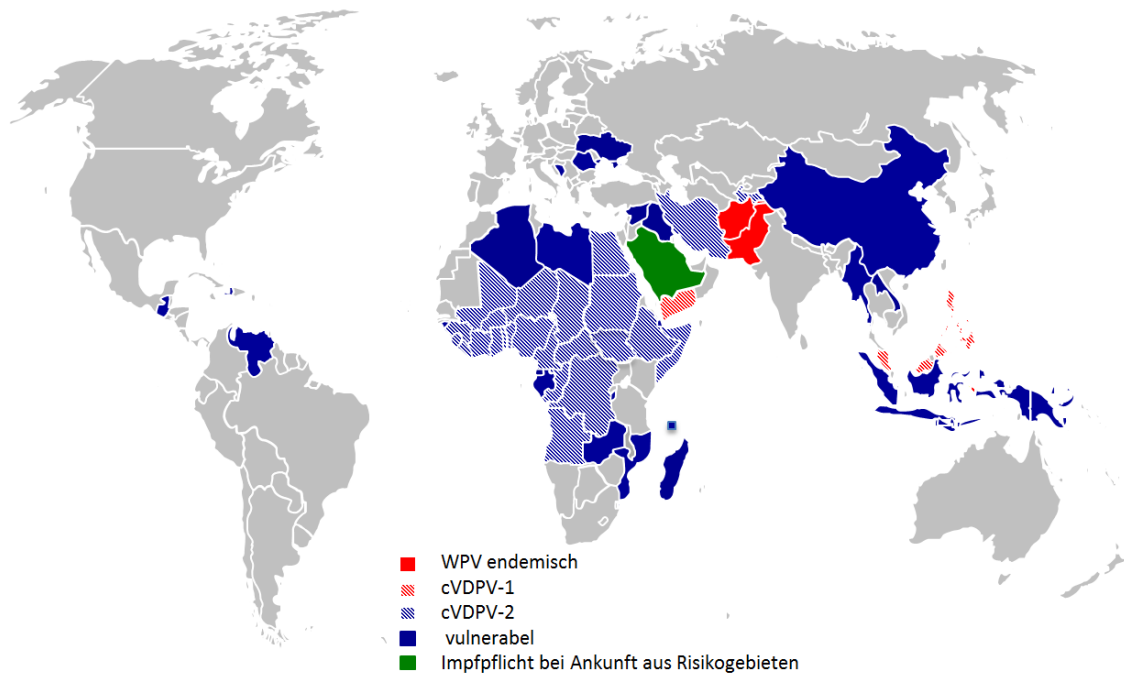 WPV endemisch
cVDPV-1
cVDPV-2
vulnerabel
Impfpflicht bei Ankunft aus Risikogebieten